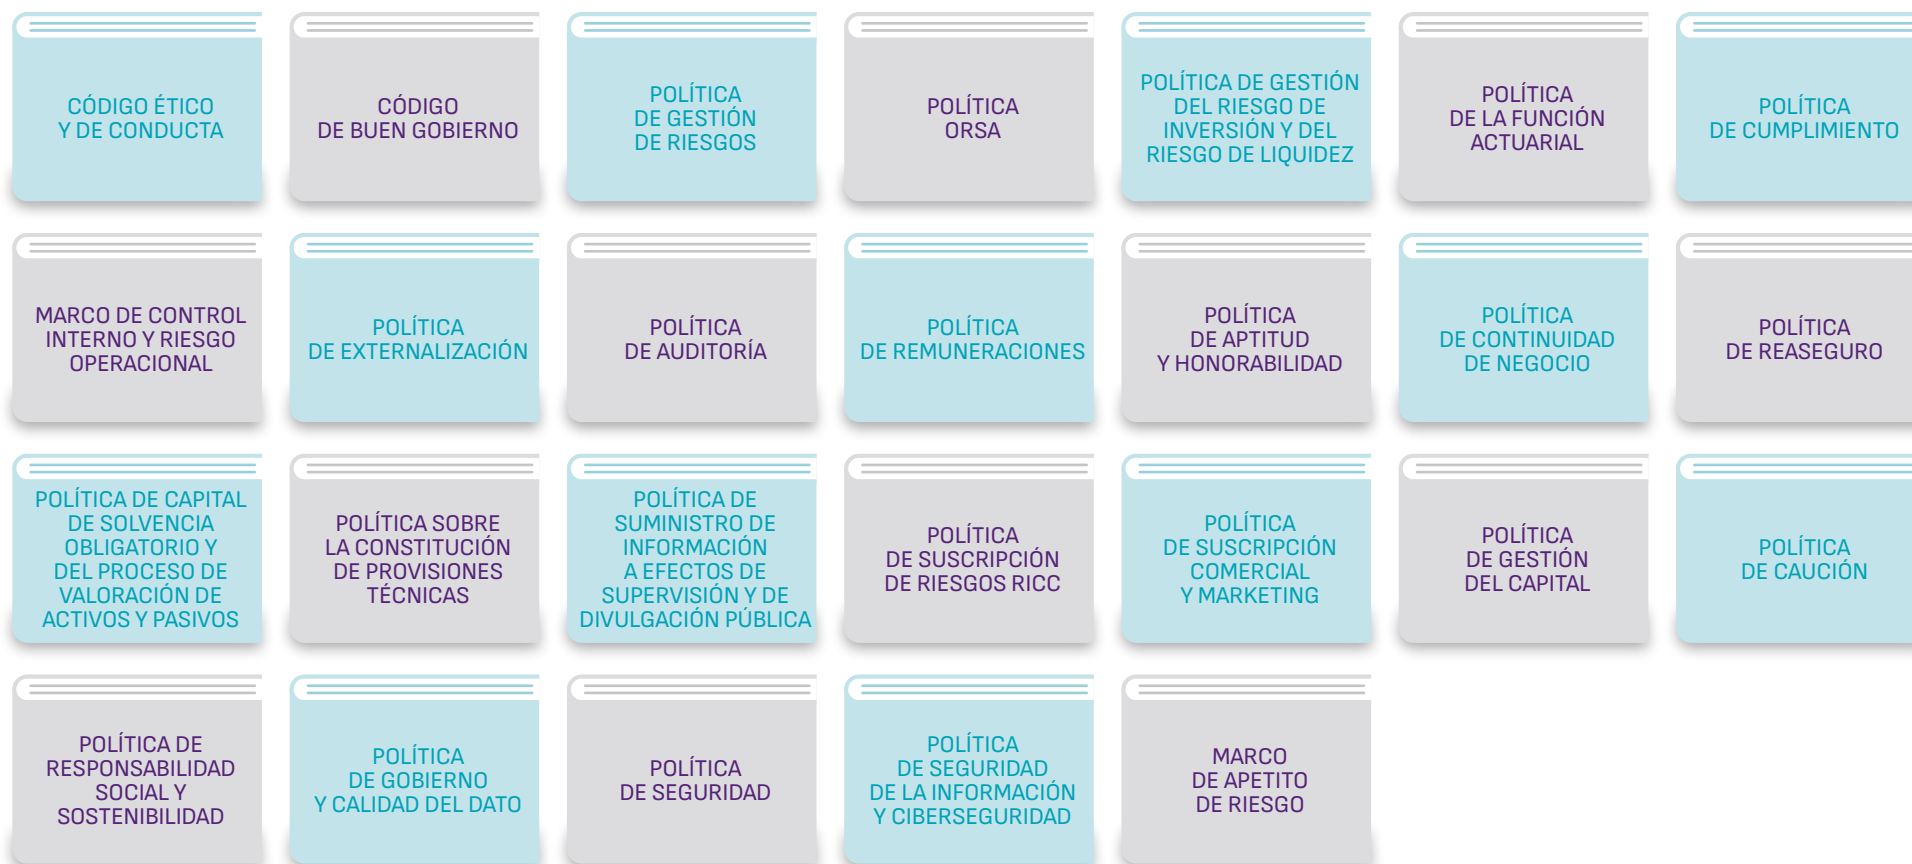 CÓDIGO ÉTICO
Y DE CONDUCTA
CÓDIGO
DE BUEN GOBIERNO
POLÍTICA
DE GESTIÓN
DE RIESGOS
POLÍTICA
ORSA
POLÍTICA DE GESTIÓN
DEL RIESGO DE
INVERSIÓN Y DEL
RIESGO DE LIQUIDEZ
POLÍTICA
DE LA FUNCIÓN
ACTUARIAL
POLÍTICA
DE CUMPLIMIENTO
MARCO DE CONTROL
INTERNO Y RIESGO
OPERACIONAL
POLÍTICA
DE EXTERNALIZACIÓN
POLÍTICA
DE AUDITORÍA
POLÍTICA
DE REMUNERACIONES
POLÍTICA
DE APTITUD
Y HONORABILIDAD
POLÍTICA
DE CONTINUIDAD
DE NEGOCIO
POLÍTICA
DE REASEGURO
POLÍTICA DE CAPITAL
DE SOLVENCIA
OBLIGATORIO Y
DEL PROCESO DE
VALORACIÓN DE
ACTIVOS Y PASIVOS
POLÍTICA SOBRE
LA CONSTITUCIÓN
DE PROVISIONES
TÉCNICAS
POLÍTICA DE
SUMINISTRO DE
INFORMACIÓN
A EFECTOS DE
SUPERVISIÓN Y DE
DIVULGACIÓN PÚBLICA
POLÍTICA
DE SUSCRIPCIÓN
DE RIESGOS RICC
POLÍTICA
DE SUSCRIPCIÓN
COMERCIAL
Y MARKETING
POLÍTICA
DE GESTIÓN
DEL CAPITAL
POLÍTICA
DE CAUCIÓN
POLÍTICA DE
RESPONSABILIDAD
SOCIAL Y
SOSTENIBILIDAD
POLÍTICA
DE GOBIERNO
Y CALIDAD DEL DATO
POLÍTICA
DE SEGURIDAD
POLÍTICA
DE SEGURIDAD
DE LA INFORMACIÓN
Y CIBERSEGURIDAD
MARCO
DE APETITO
DE RIESGO